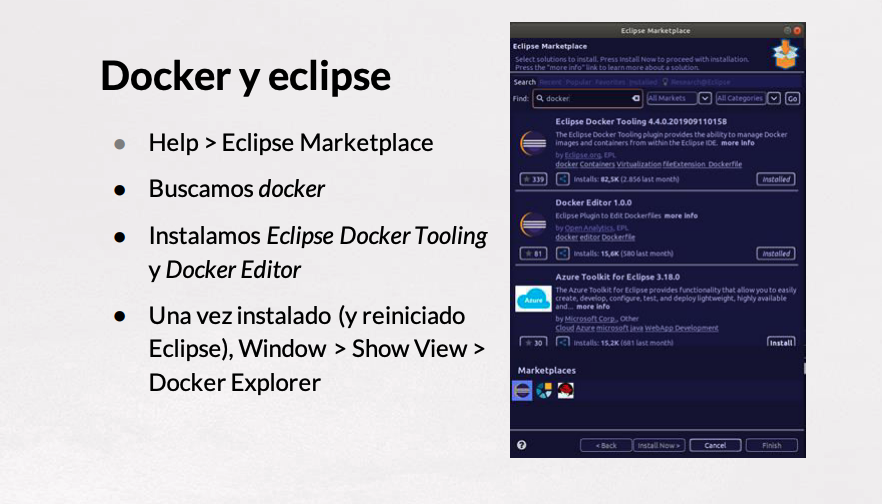 Docker y eclipse
Help > Eclipse Marketplace
Buscamos docker
Instalamos Eclipse Docker Tooling
y Docker Editor
Una vez instalado (y reiniciado
Eclipse), Window > Show View >
Docker Explorer
Eclipse Marketplace
Eclipse Marketplace
Select solutions to install. Press Install Now to proceed with installation.
Press the "more info" link to learn more about a solution.
Search Recent Popular Favorites Installed Research@Eclipse
Find: docker All Markets All Categories Go
Eclipse Docker Tooling 4.4.0.201909110158
The Eclipse Docker Tooling plugin provides the ability to manage Docker
images and containers from within the Eclipse IDE. more info
by Eclipse.org, EPL
docker Containers Virtualization fileExtension_Dockerfile
339 Installs: 82,5K (2.856 last month) Installed
Docker Editor 1.0.0
Eclipse Plugin to Edit Dockerfiles more info
by Open Analytics, EPL
docker editor Dockerfile
81 Installs: 15,6K (580 last month) Installed
Azure Toolkit for Eclipse 3.18.0
The Azure Toolkit for Eclipse provides functionality that allow you to easily
create, develop, configure, test, and deploy lightweight, highly available
and... more info
by Microsoft Corp., Other
Cloud Azure microsoft java WebApp Development
Azure
30 Installs: 15,2K (681 last month) Install
Marketplaces
? < Back Install Now > Cancel Finish